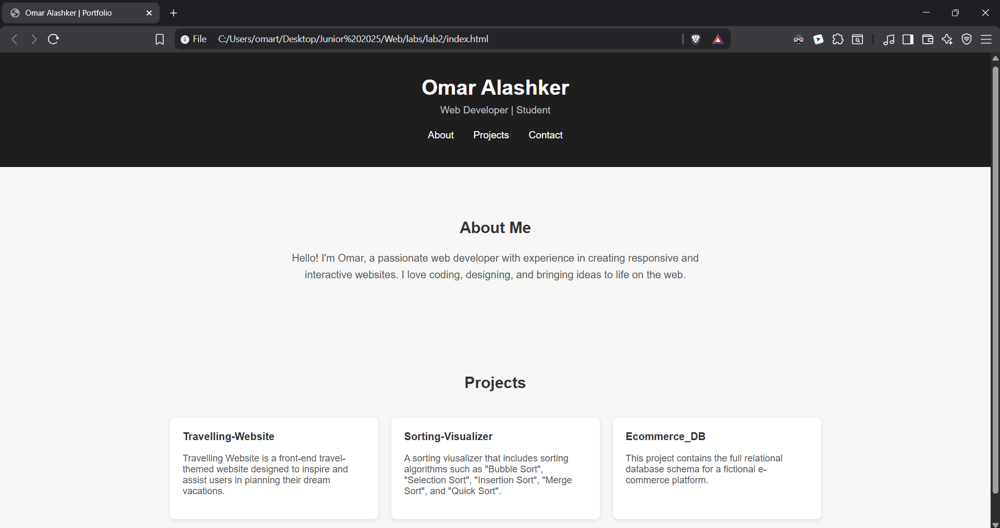 Omar Alashker | Portfolio
File C:/Users/omart/Desktop/Junior%202025/Web/labs/lab2/index.html
Omar Alashker
Web Developer | Student
About Projects Contact
About Me
Hello! I'm Omar, a passionate web developer with experience in creating responsive and
interactive websites. I love coding, designing, and bringing ideas to life on the web.
Projects
Travelling-Website
Travelling Website is a front-end travel-
themed website designed to inspire and
assist users in planning their dream
vacations.
Sorting-Visualizer
A sorting viusalizer that includes sorting
algorithms such as "Bubble Sort",
"Selection Sort", "Insertion Sort", "Merge
Sort", and "Quick Sort".
Ecommerce_DB
This project contains the full relational
database schema for a fictional e-
commerce platform.